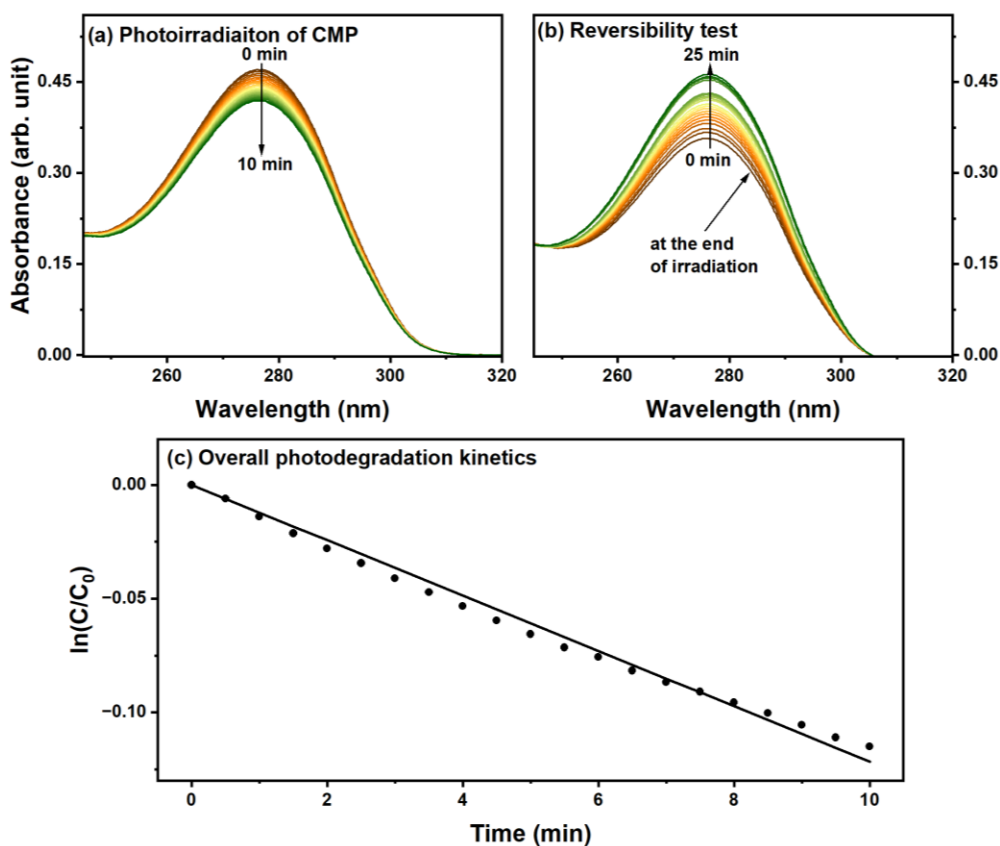 (a) Photoirradiaiton of CMP
0 min
10 min
0.45
0.30
0.15
0.00
Absorbance (arb. unit)
260
280
300
320
Wavelength (nm)
(b) Reversibility test
25 min
0 min
at the end
of irradiation
0.45
0.30
0.15
0.00
260
280
300
320
Wavelength (nm)
(c) Overall photodegradation kinetics
0.00
−0.05
−0.10
ln(C/C₀)
0
2
4
6
8
10
Time (min)